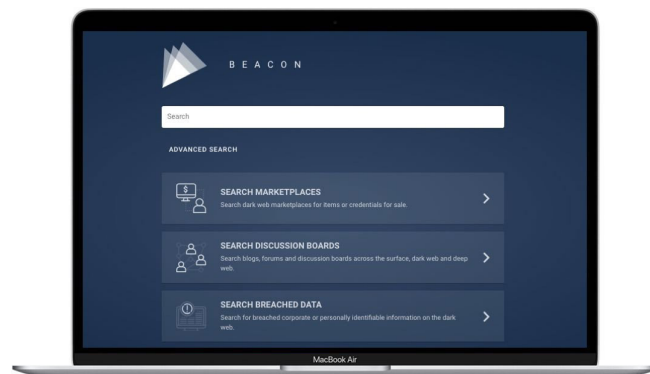 B E A C O N
Search
ADVANCED SEARCH
SEARCH MARKETPLACES
Search dark web marketplaces for items or credentials for sale.
SEARCH DISCUSSION BOARDS
Search blogs, forums and discussion boards across the surface, dark web and deep
web.
SEARCH BREACHED DATA
Search for breached corporate or personally identifiable information on the dark
web.
MacBook Air